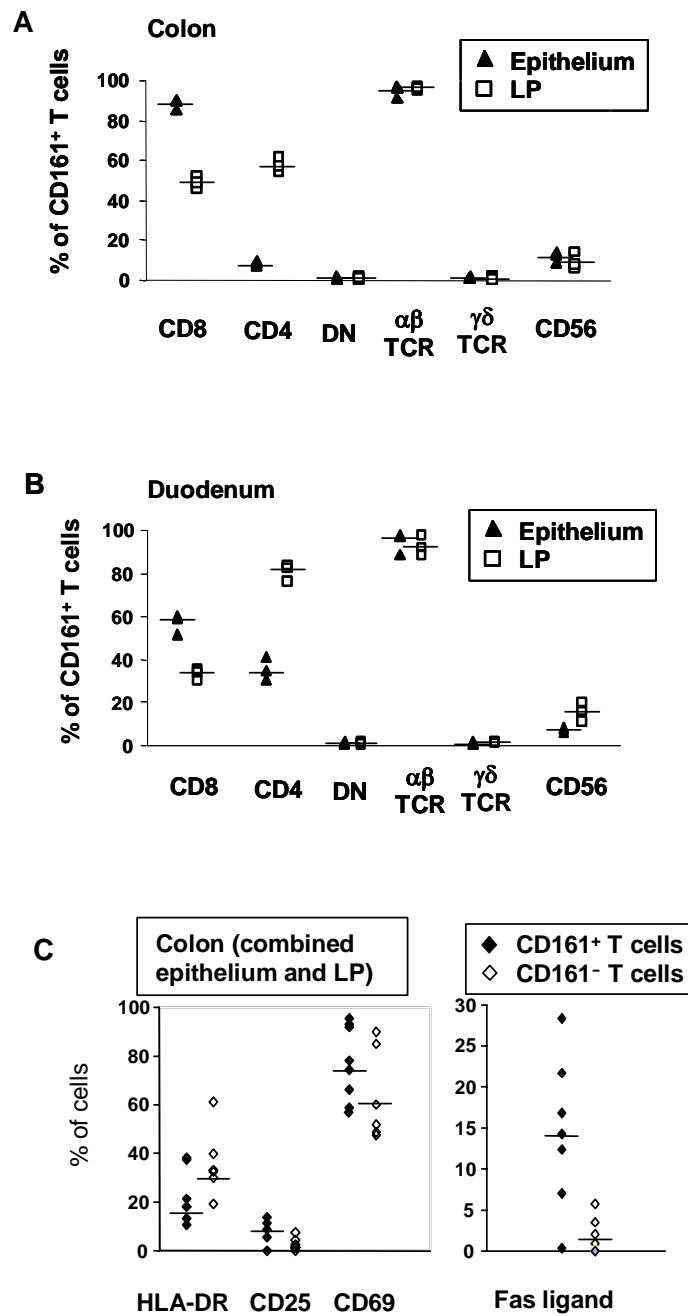 A
Colon
Epithelium
LP
% of CD161⁺ T cells
100
80
60
40
20
0
CD8 CD4 DN αβ TCR γδ TCR CD56
B
Duodenum
Epithelium
LP
% of CD161⁺ T cells
100
80
60
40
20
0
CD8 CD4 DN αβ TCR γδ TCR CD56
C
Colon (combined
epithelium and LP)
CD161⁺ T cells
CD161⁻ T cells
% of cells
100
80
60
40
20
0
HLA-DR CD25 CD69
30
25
20
15
10
5
0
Fas ligand